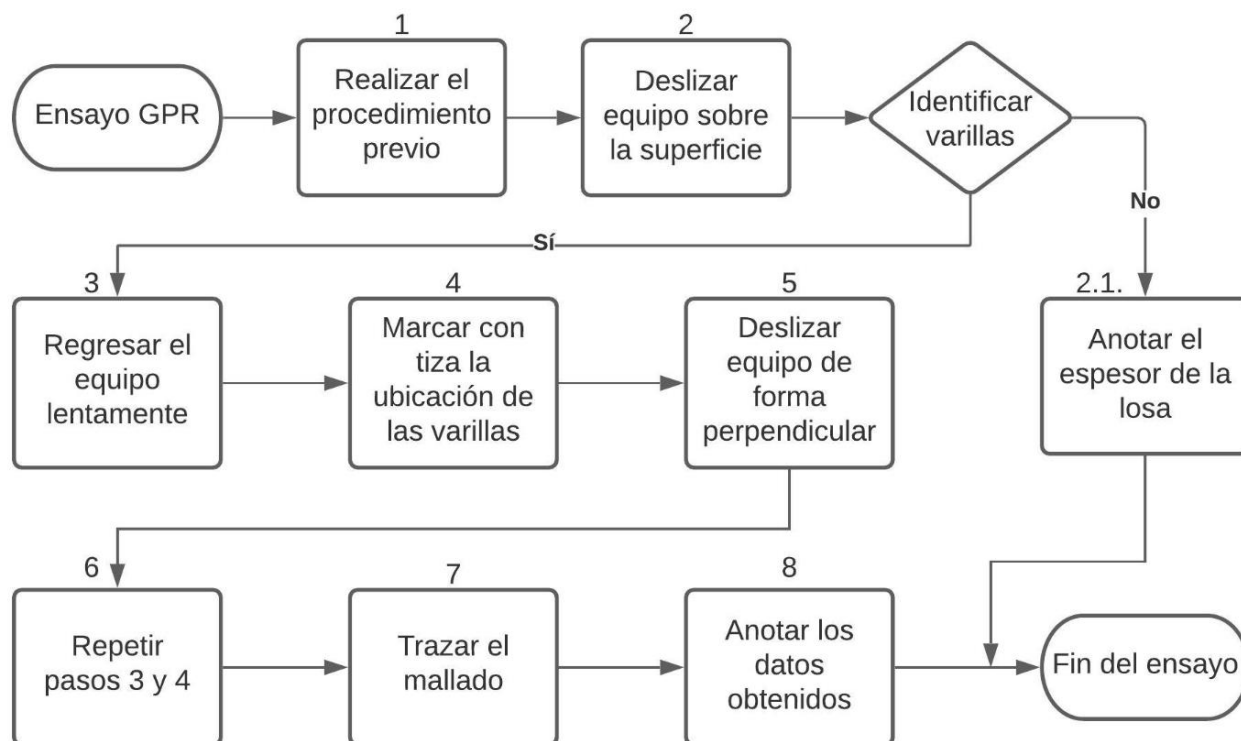 Ensayo GPR
1
Realizar el
procedimiento
previo
2
Deslizar
equipo sobre
la superficie
Identificar
varillas
No
Sí
3
Regresar el
equipo
lentamente
4
Marcar con
tiza la
ubicación de
las varillas
5
Deslizar
equipo de
forma
perpendicular
2.1.
Anotar el
espesor de la
losa
6
Repetir
pasos 3 y 4
7
Trazar el
mallado
8
Anotar los
datos
obtenidos
Fin del ensayo